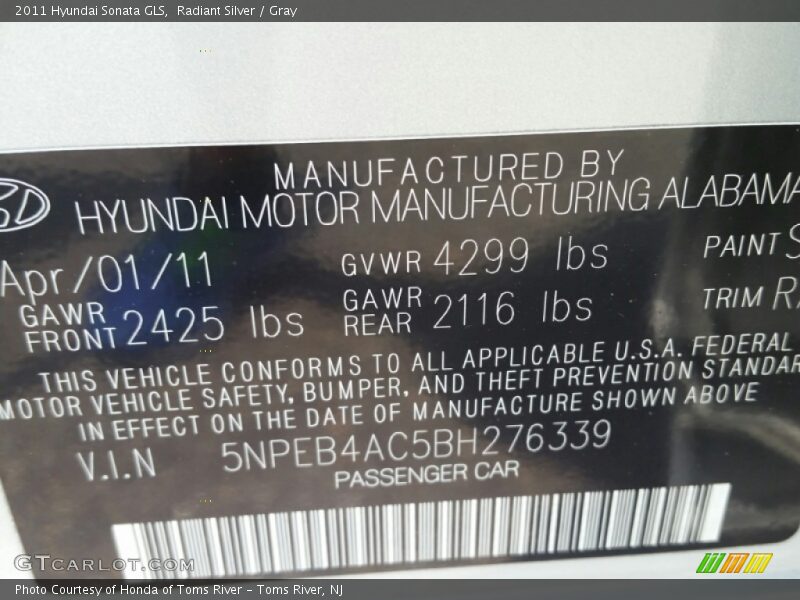 2011 Hyundai Sonata GLS,  Radiant Silver / Gray
MANUFACTURED BY
HYUNDAI MOTOR MANUFACTURING ALABAMA
Apr/01/11 GVWR 4299 lbs PAINT S
GAWR FRONT 2425 lbs GAWR REAR 2116 lbs TRIM
THIS VEHICLE CONFORMS TO ALL APPLICABLE U.S.A. FEDERAL
MOTOR VEHICLE SAFETY, BUMPER, AND THEFT PREVENTION STANDAR
IN EFFECT ON THE DATE OF MANUFACTURE SHOWN ABOVE
V.I.N 5NPEB4AC5BH276339
PASSENGER CAR
GTCARLOT.COM
Photo Courtesy of Honda of Toms River – Toms River, NJ